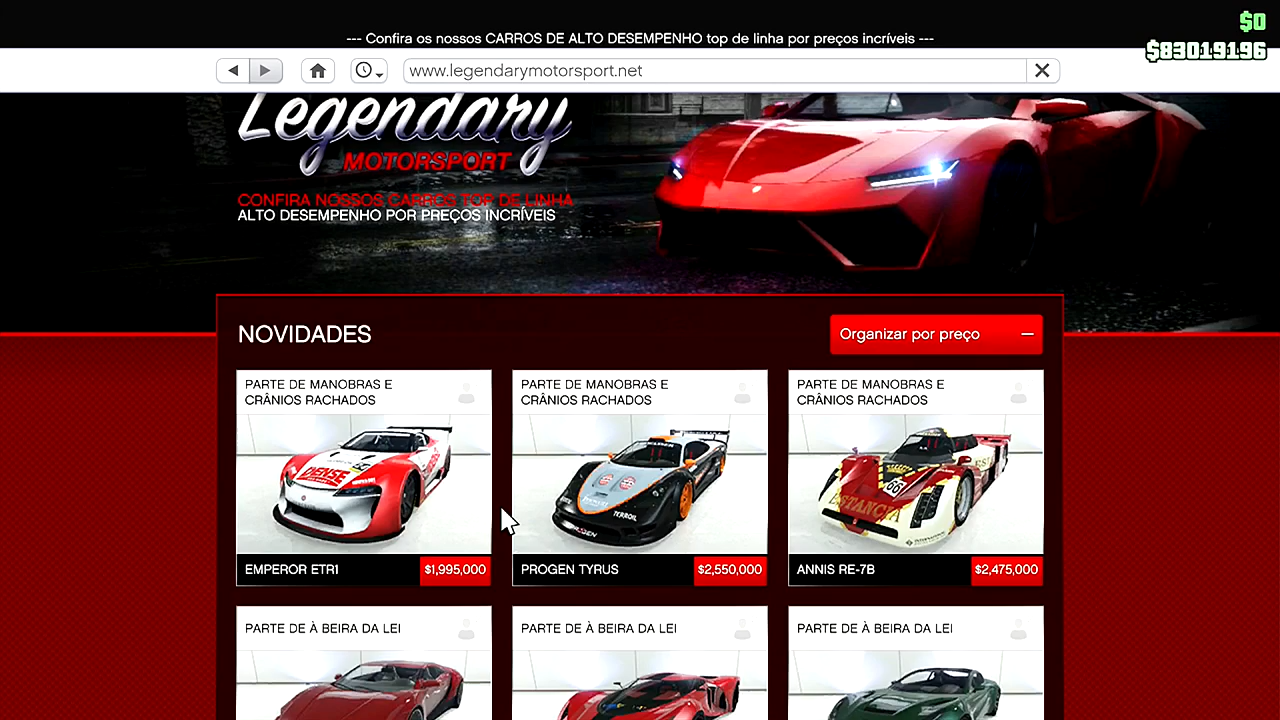 --- Confira os nossos CARROS DE ALTO DESEMPENHO top de linha por preços incríveis ---
$0
$83019196
www.legendarymotorsport.net
Legendary
MOTORSPORT
CONFIRA NOSSOS CARROS TOP DE LINHA
ALTO DESEMPENHO POR PREÇOS INCRÍVEIS
NOVIDADES
Organizar por preço
PARTE DE MANOBRAS E
CRÂNIOS RACHADOS
DENSE
EMPEROR ETR1
$1,995,000
PARTE DE MANOBRAS E
CRÂNIOS RACHADOS
TERROIL
PROGEN TYRUS
$2,550,000
PARTE DE MANOBRAS E
CRÂNIOS RACHADOS
66
ESTANCIA
ANNIS RE-7B
$2,475,000
PARTE DE À BEIRA DA LEI
PARTE DE À BEIRA DA LEI
PARTE DE À BEIRA DA LEI